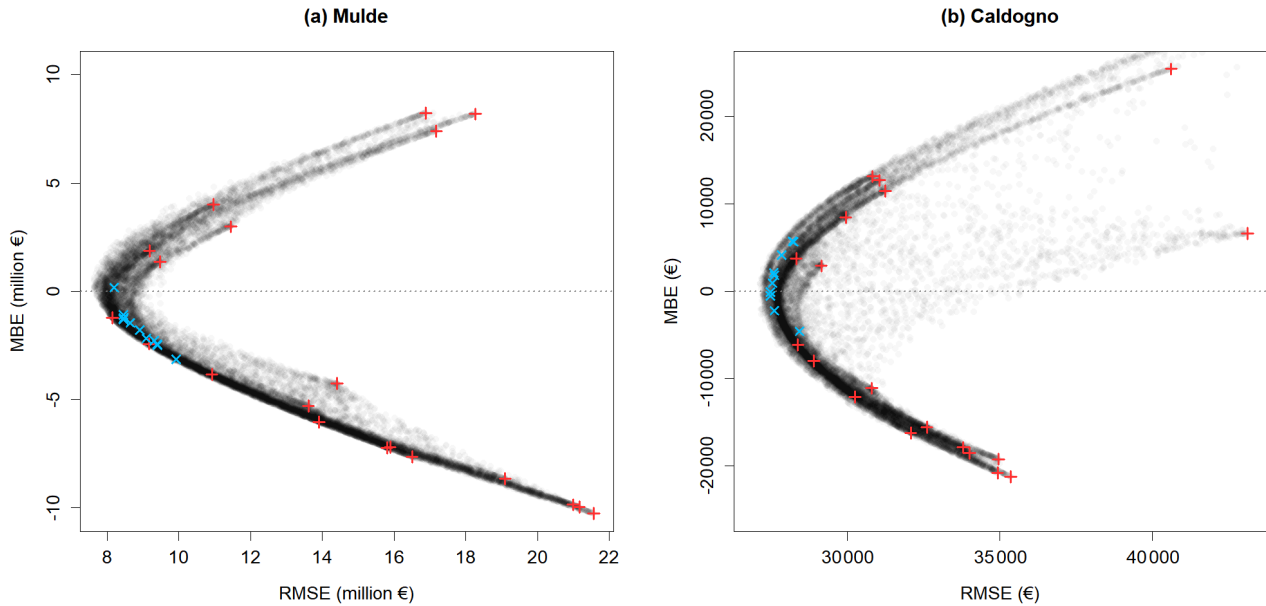 (a) Mulde
MBE (million €)
10
5
0
-5
-10
8 10 12 14 16 18 20 22
RMSE (million €)
(b) Caldogno
MBE (€)
20000
10000
0
-10000
-20000
30000 35000 40000
RMSE (€)